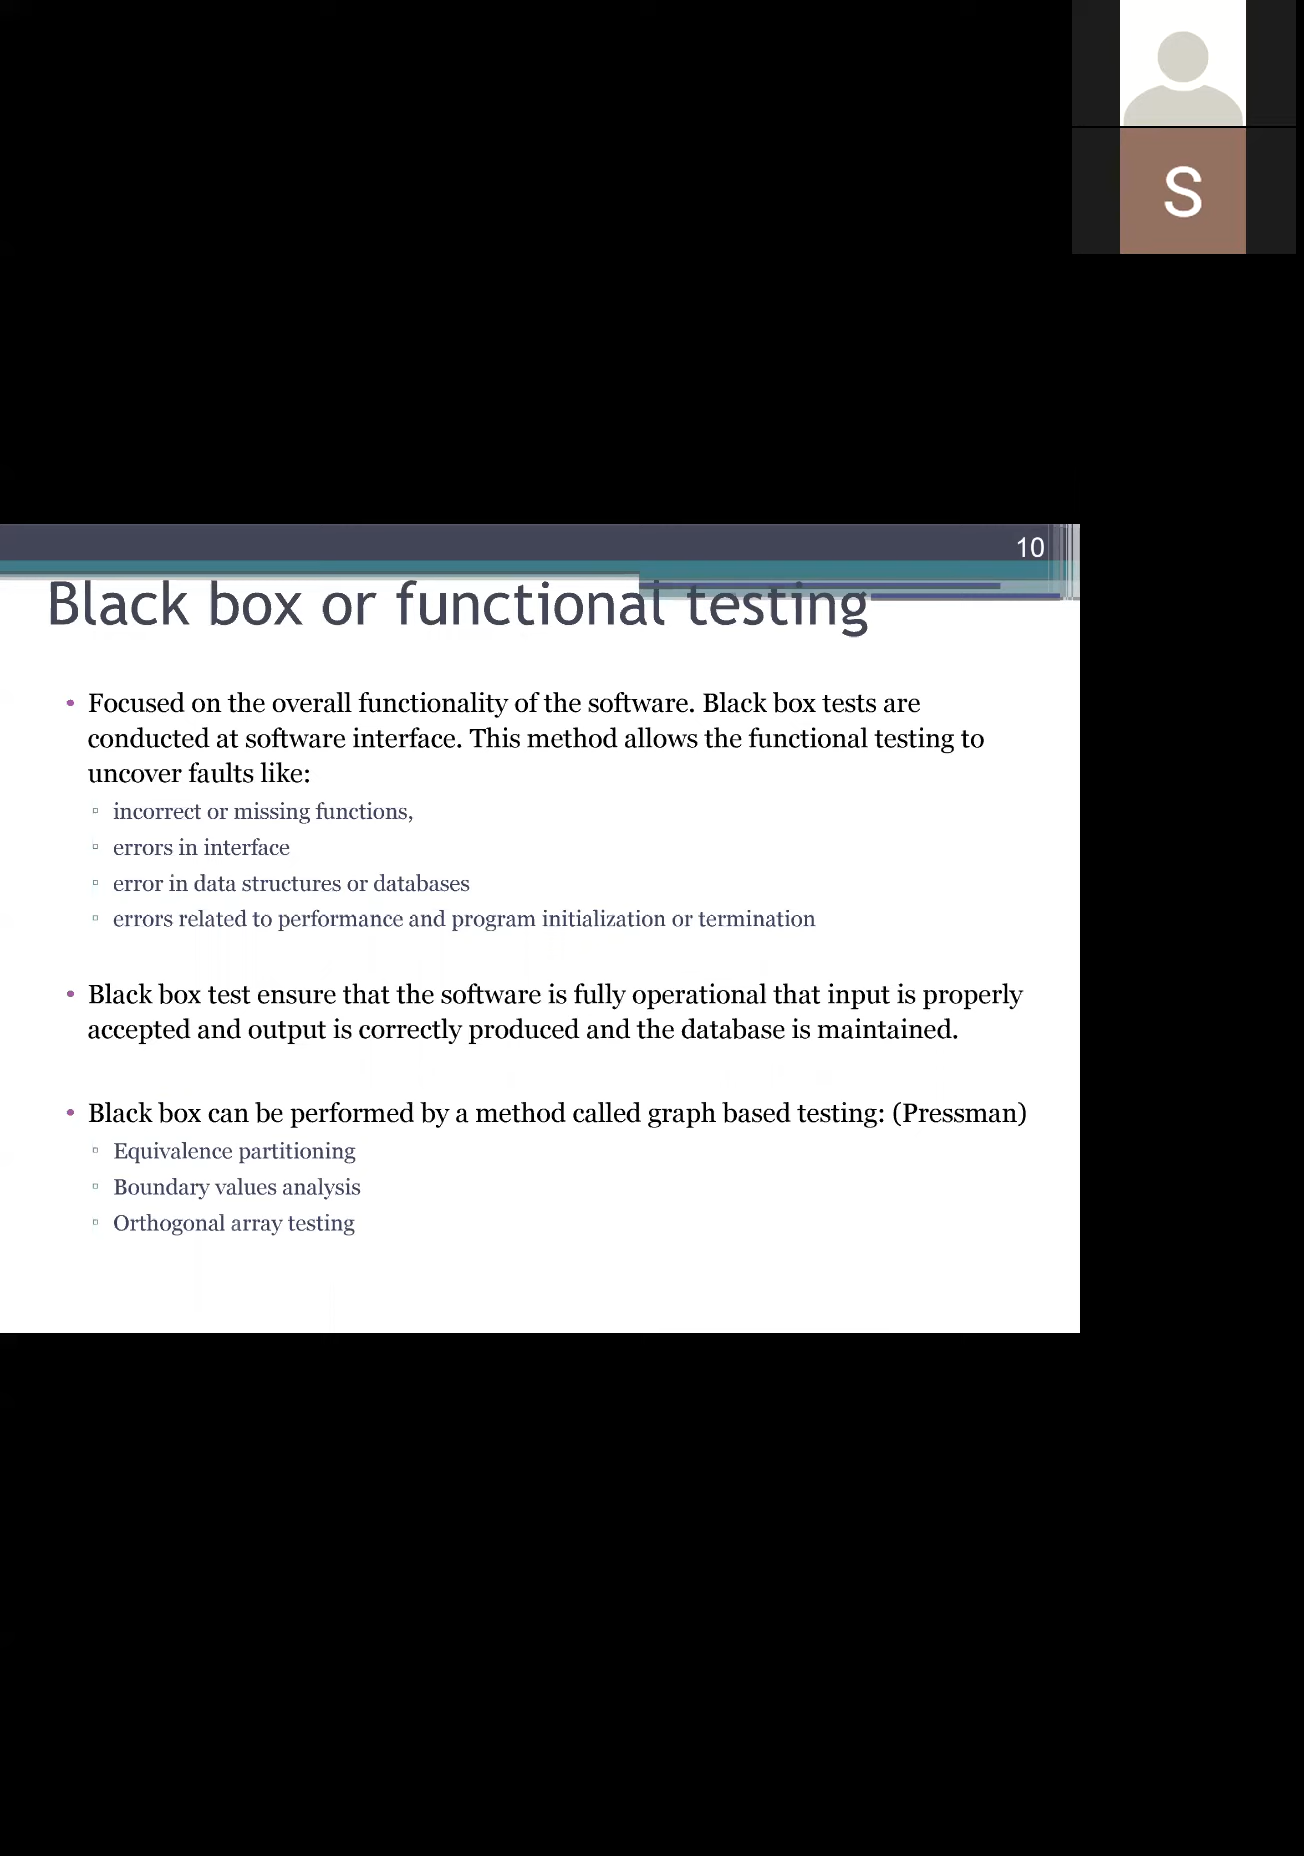 S
10
Black box or functional testing
• Focused on the overall functionality of the software. Black box tests are
conducted at software interface. This method allows the functional testing to
uncover faults like:
▫ incorrect or missing functions,
▫ errors in interface
▫ error in data structures or databases
▫ errors related to performance and program initialization or termination
• Black box test ensure that the software is fully operational that input is properly
accepted and output is correctly produced and the database is maintained.
• Black box can be performed by a method called graph based testing: (Pressman)
▫ Equivalence partitioning
▫ Boundary values analysis
▫ Orthogonal array testing